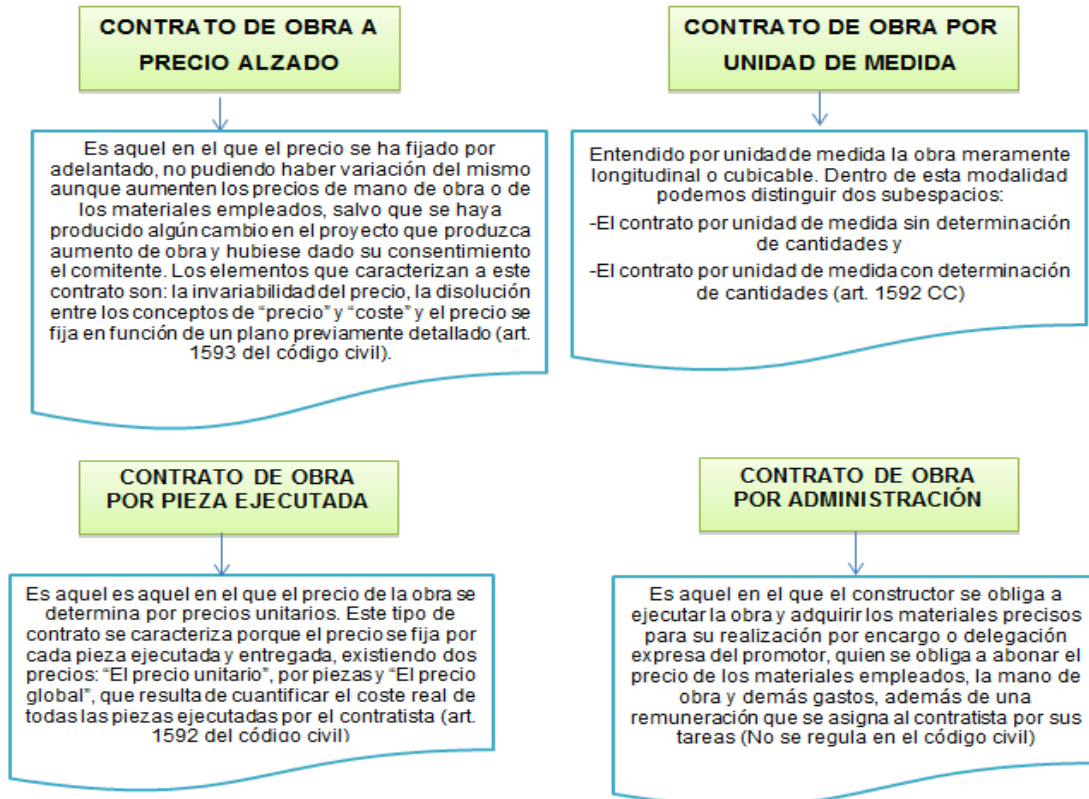 CONTRATO DE OBRA A
PRECIO ALZADO
Es aquel en el que el precio se ha fijado por
adelantado, no pudiendo haber variación del mismo
aunque aumenten los precios de mano de obra o de
los materiales empleados, salvo que se haya
producido algún cambio en el proyecto que produzca
aumento de obra y hubiese dado su consentimiento
el comitente. Los elementos que caracterizan a este
contrato son: la invariabilidad del precio, la disolución
entre los conceptos de “precio” y “coste” y el precio se
fija en función de un plano previamente detallado (art.
1593 del código civil).
CONTRATO DE OBRA POR
UNIDAD DE MEDIDA
Entendido por unidad de medida la obra meramente
longitudinal o cubicable. Dentro de esta modalidad
podemos distinguir dos subespacios:
-El contrato por unidad de medida sin determinación
de cantidades y
-El contrato por unidad de medida con determinación
de cantidades (art. 1592 CC)
CONTRATO DE OBRA
POR PIEZA EJECUTADA
Es aquel es aquel en el que el precio de la obra se
determina por precios unitarios. Este tipo de
contrato se caracteriza porque el precio se fija por
cada pieza ejecutada y entregada, existiendo dos
precios: “El precio unitario”, por piezas y “El precio
global”, que resulta de cuantificar el coste real de
todas las piezas ejecutadas por el contratista (art.
1592 del código civil)
CONTRATO DE OBRA
POR ADMINISTRACIÓN
Es aquel en el que el constructor se obliga a
ejecutar la obra y adquirir los materiales precisos
para su realización por encargo o delegación
expresa del promotor, quien se obliga a abonar el
precio de los materiales empleados, la mano de
obra y demás gastos, además de una
remuneración que se asigna al contratista por sus
tareas (No se regula en el código civil)